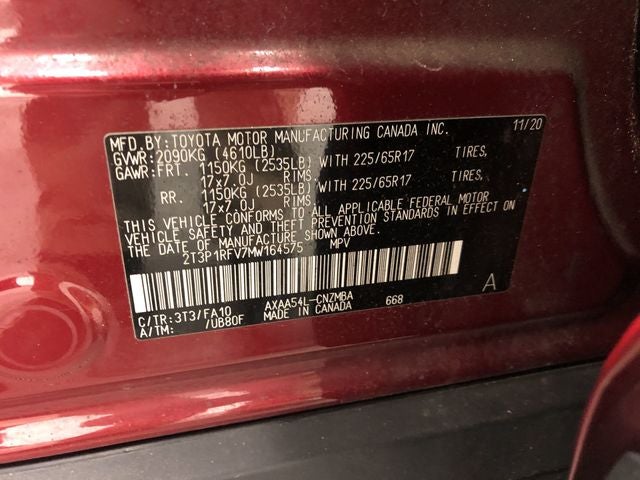 MFD.BY:TOYOTA MOTOR MANUFACTURING CANADA INC. 11/20
GVWR:2090KG (4610LB)
GAWR:FRT. 1150KG (2535LB) WITH 225/65R17
17x7.0J RIMS
RR. 1150KG (2535LB) WITH 225/65R17
17x7.0J RIMS
THIS VEHICLE CONFORMS TO ALL APPLICABLE FEDERAL MOTOR
VEHICLE SAFETY AND THEFT PREVENTION STANDARDS IN EFFECT ON
THE DATE OF MANUFACTURE SHOWN ABOVE.
2T3P1RFV7MW164575 MPV
A
C/TR:3T3/FA10 AXAA54L-CNZMBA 668
A/TM: /UB80F MADE IN CANADA